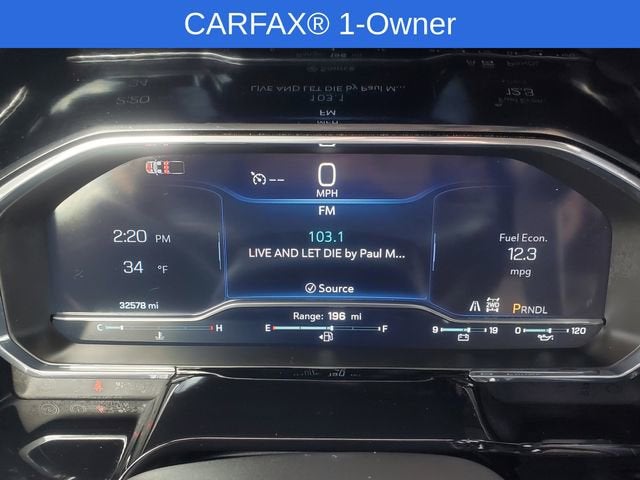 CARFAX® 1-Owner
0
MPH
FM
2:20 PM
103.1
Fuel Econ.
LIVE AND LET DIE by Paul M...
12.3
34 °F
mpg
Source
32578 mi
2WD
PRNDL
Range: 196 mi
C H
E F
9 19
0 120